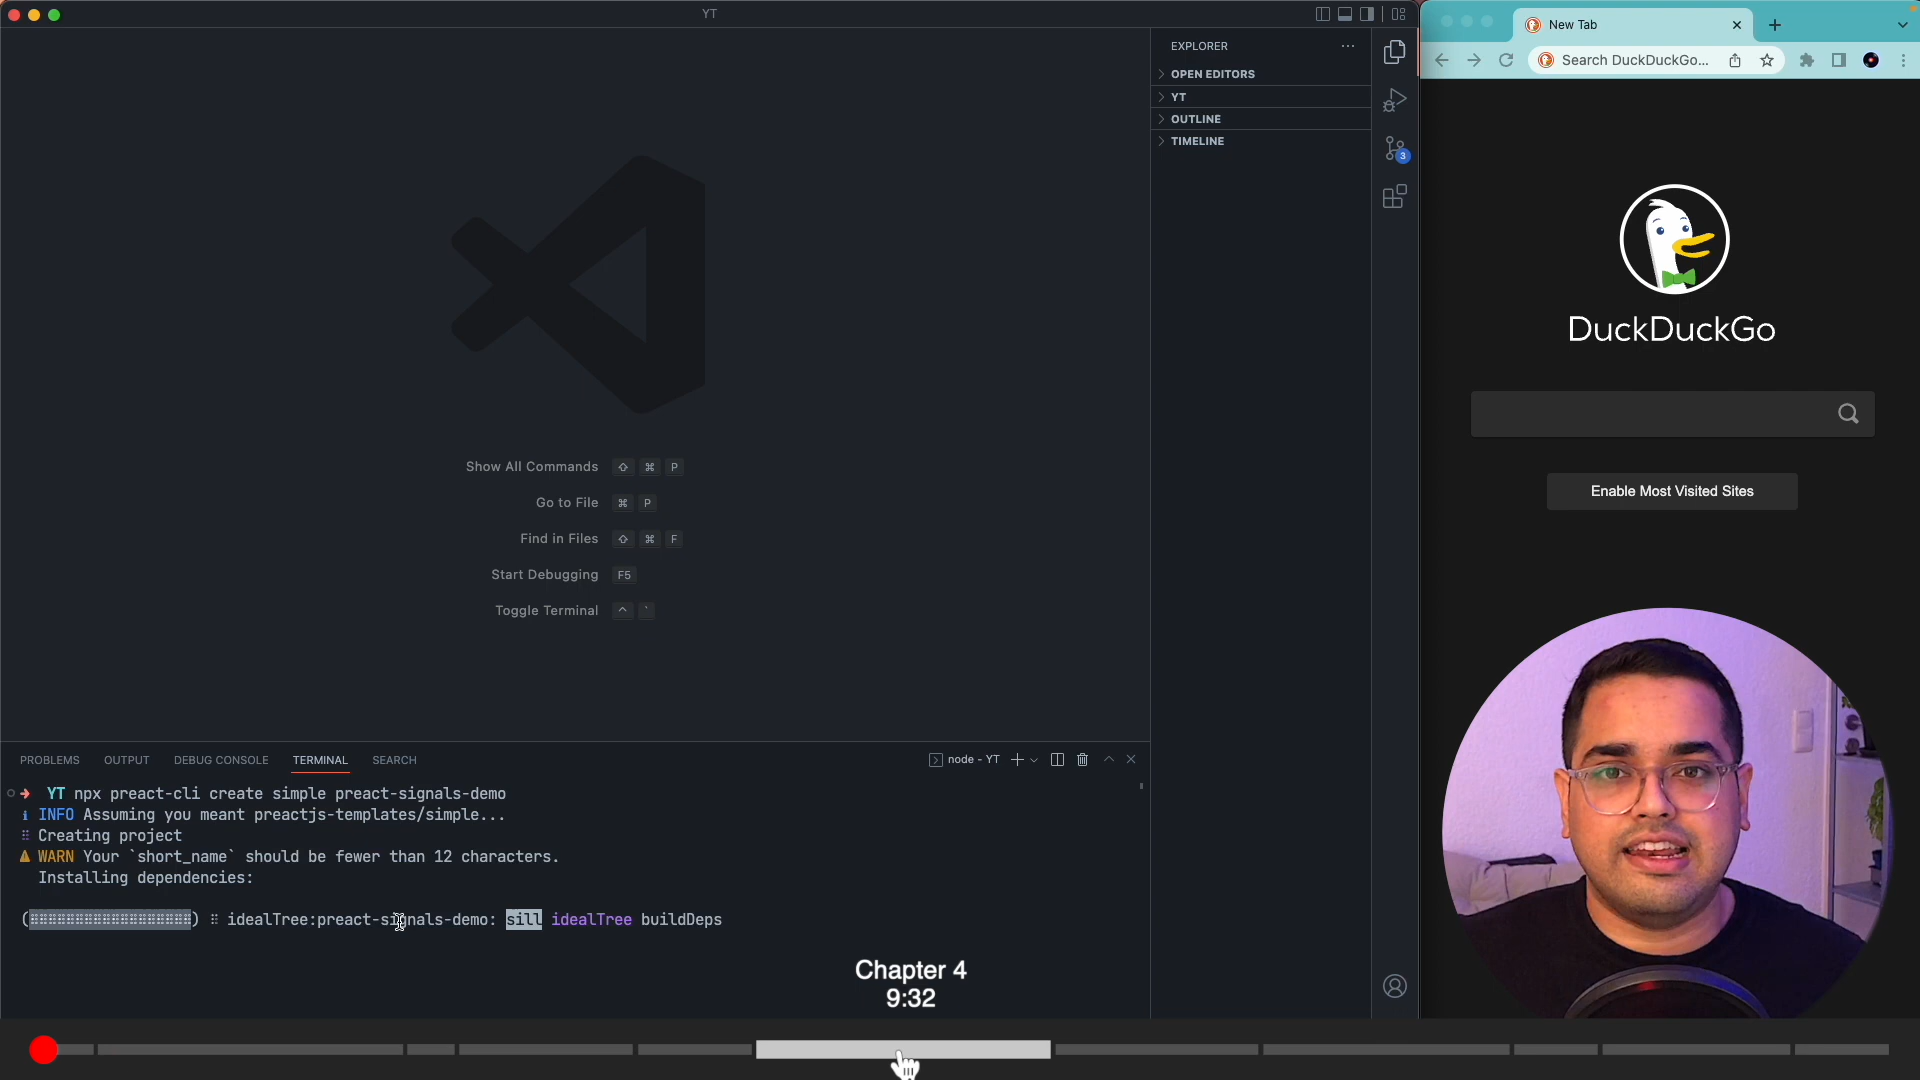 YT
EXPLORER
OPEN EDITORS
YT
OUTLINE
TIMELINE
3
Show All Commands ⇧ ⌘ P
Go to File ⌘ P
Find in Files ⇧ ⌘ F
Start Debugging F5
Toggle Terminal ^ `
PROBLEMS OUTPUT DEBUG CONSOLE TERMINAL SEARCH
node - YT
YT npx preact-cli create simple preact-signals-demo
i INFO Assuming you meant preactjs-templates/simple...
Creating project
WARN Your `short_name` should be fewer than 12 characters.
Installing dependencies:
idealTree:preact-signals-demo: sill idealTree buildDeps
Chapter 4
9:32
New Tab
Search DuckDuckGo...
DuckDuckGo
Enable Most Visited Sites